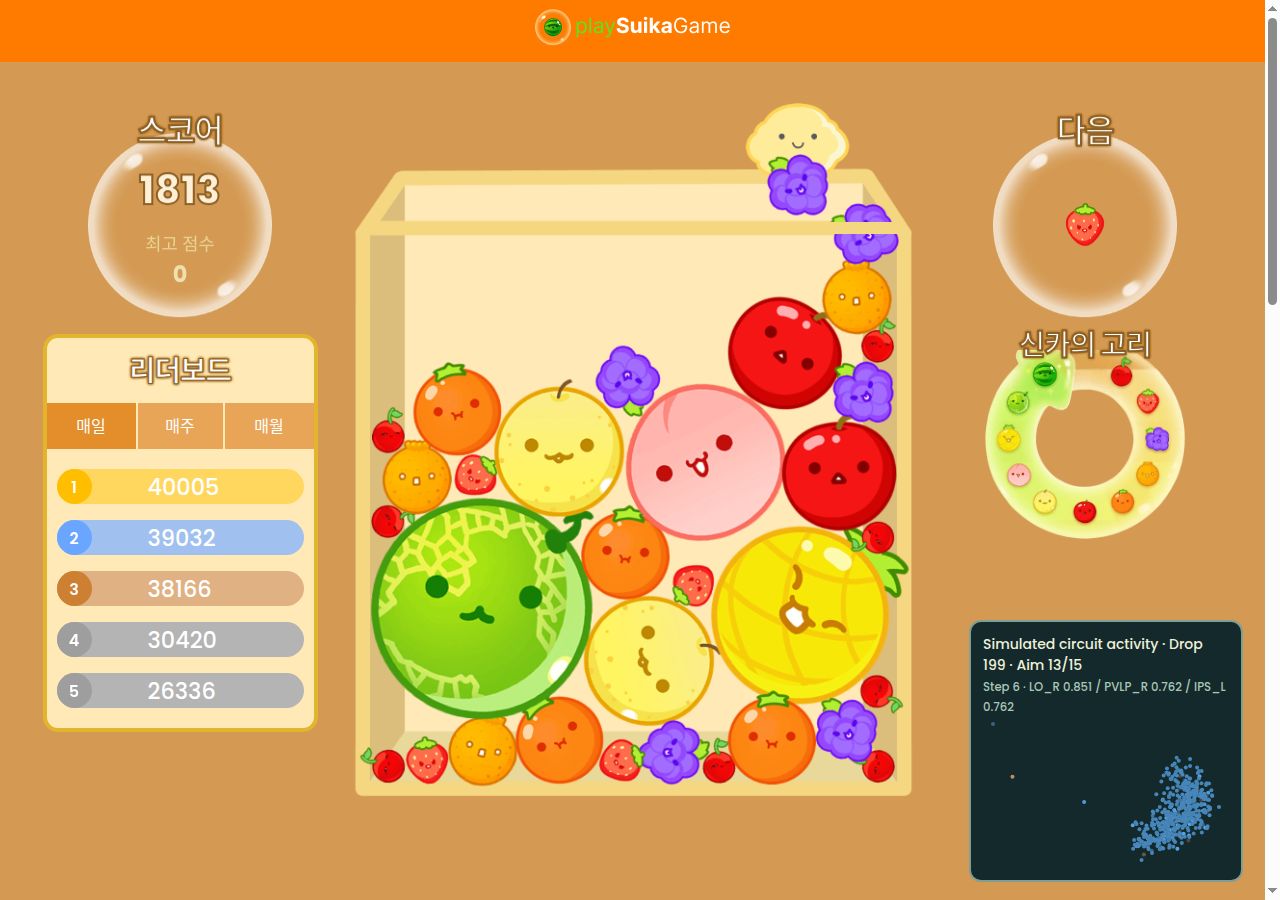 playSuikaGame
스코어
1813
최고 점수
0
리더보드
매일 매주 매월
1 40005
2 39032
3 38166
4 30420
5 26336
다음
신카의 고리
Simulated circuit activity · Drop
199 · Aim 13/15
Step 6 · LO_R 0.851 / PVLP_R 0.762 / IPS_L
0.762